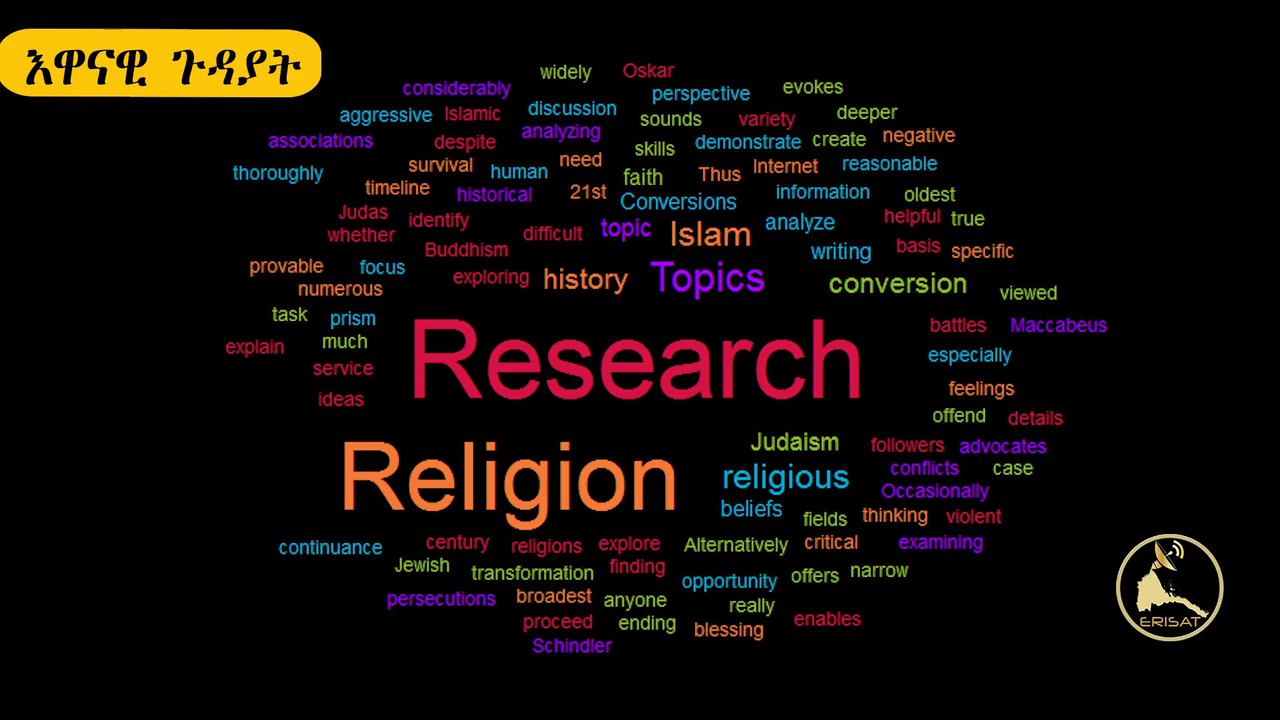 እዋናዊ ጉዳያት
widely Oskar
considerably perspective evokes
aggressive Islamic discussion sounds variety deeper
associations despite analyzing skills demonstrate create negative
thoroughly survival human need faith Thus Internet reasonable
timeline historical 21st Conversions information oldest
Judas identify topic Islam analyze helpful true
whether Buddhism difficult writing basis specific
provable focus exploring history Topics conversion viewed
numerous
task prism battles Maccabeus
explain much Research especially
service feelings
ideas offend details
Judaism followers advocates
Religion religious conflicts case
Occasionally
beliefs fields thinking violent
continuance century religions explore Alternatively critical examining
Jewish transformation finding opportunity offers narrow
persecutions broadest anyone really
proceed ending blessing enables
Schindler
ERISAT